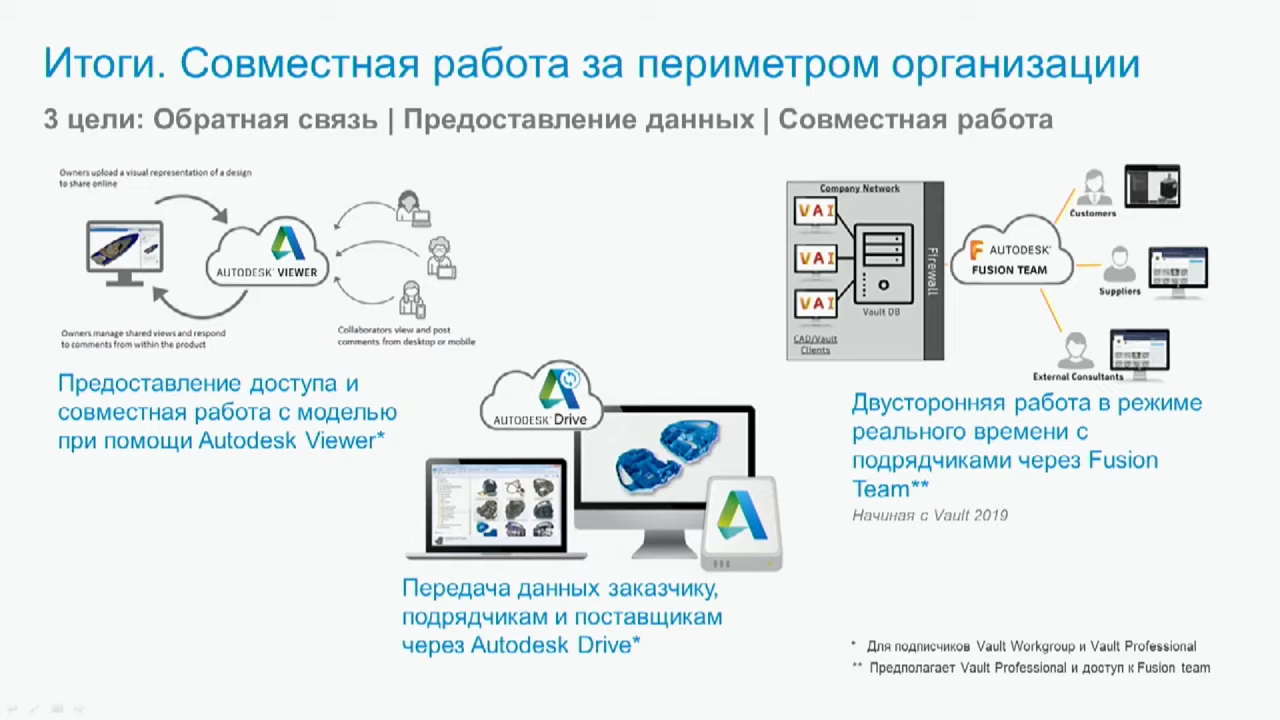 Итоги. Совместная работа за периметром организации
3 цели: Обратная связь | Предоставление данных | Совместная работа
Owners upload a visual representation of a design
to share online
AUTODESK® VIEWER
Owners manage shared views and respond
to comments from within the product
Collaborators view and post
comments from desktop or mobile
Предоставление доступа и
совместная работа с моделью
при помощи Autodesk Viewer*
AUTODESK® Drive
Передача данных заказчику,
подрядчикам и поставщикам
через Autodesk Drive*
Company Network
VAI
VAI
VAI
Vault DB
CAD/Vault
Clients
Firewall
AUTODESK®
FUSION TEAM
Customers
Suppliers
External Consultants
Двусторонняя работа в режиме
реального времени с
подрядчиками через Fusion
Team**
Начиная с Vault 2019
* Для подписчиков Vault Workgroup и Vault Professional
** Предполагает Vault Professional и доступ к Fusion team